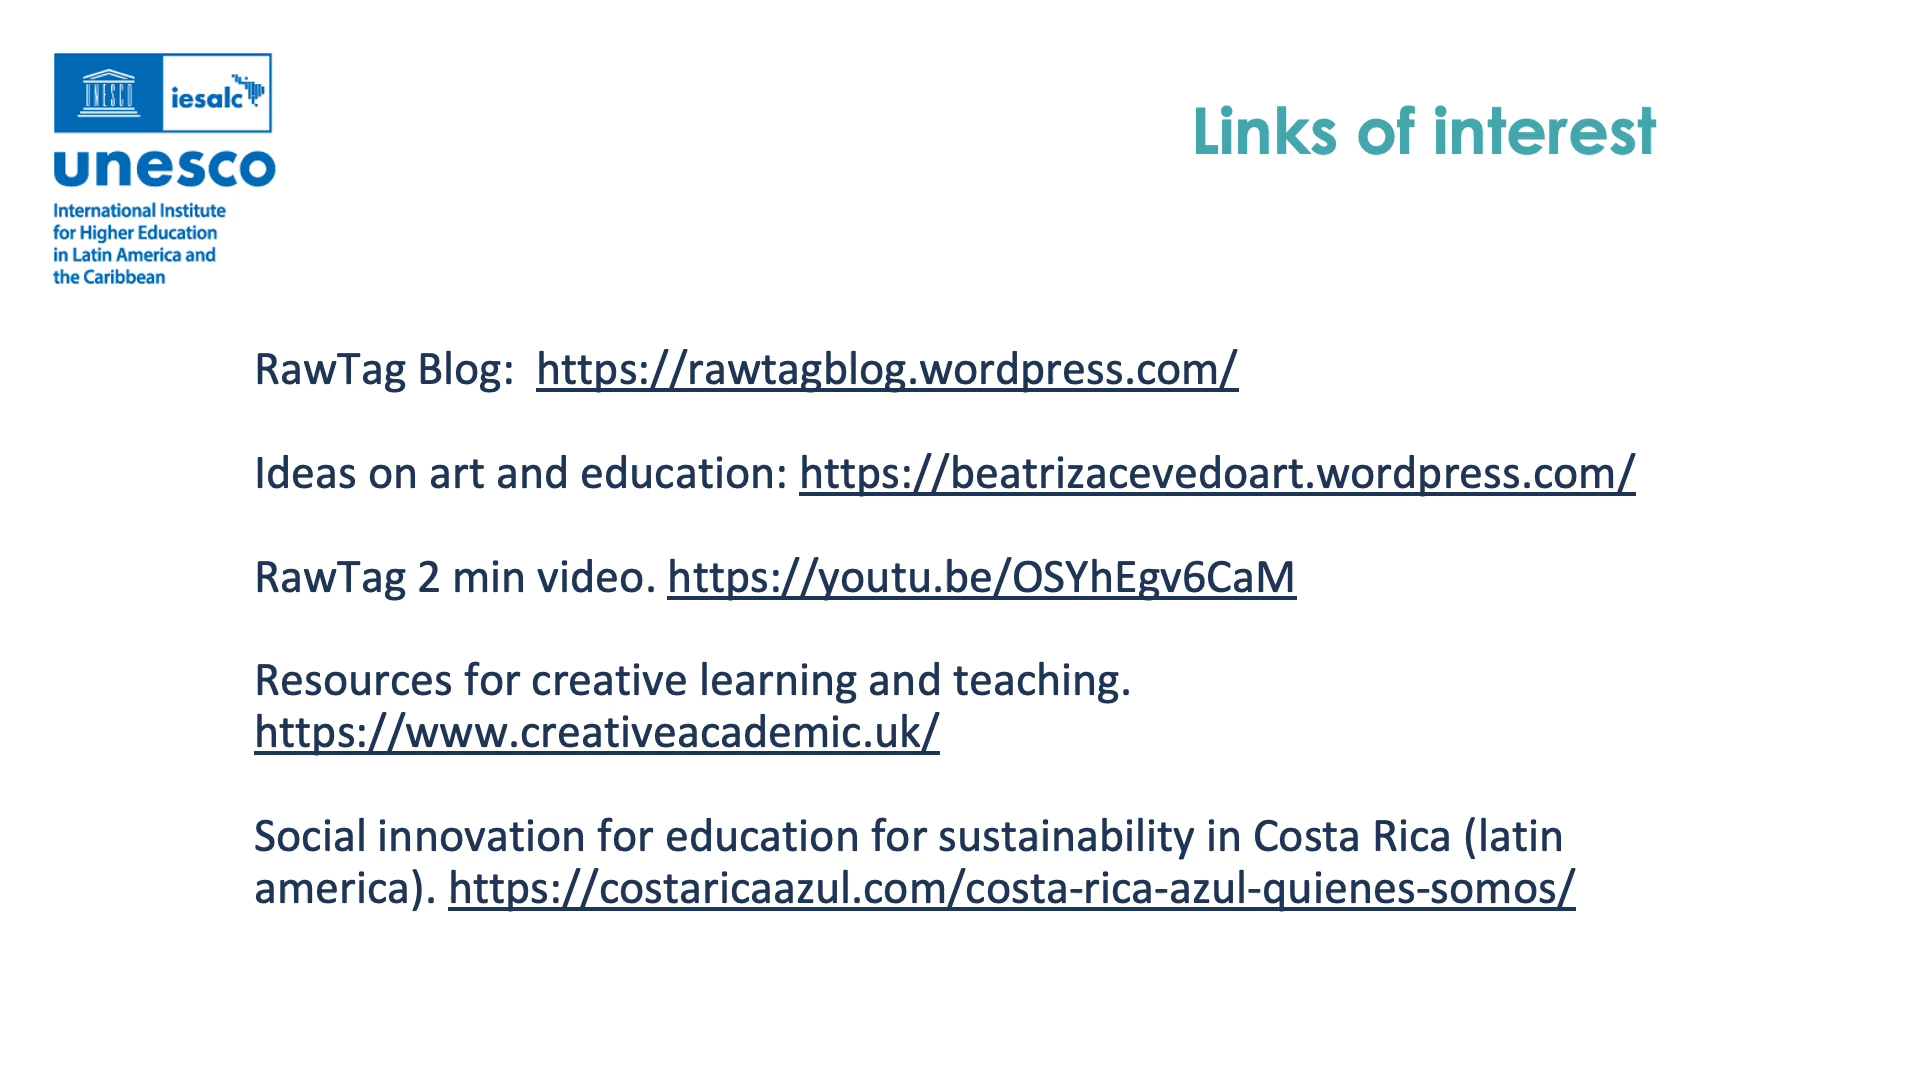 UNESCO
iesalc
unesco
International Institute
for Higher Education
in Latin America and
the Caribbean
Links of interest
RawTag Blog:  https://rawtagblog.wordpress.com/
Ideas on art and education: https://beatrizacevedoart.wordpress.com/
RawTag 2 min video. https://youtu.be/OSYhEgv6CaM
Resources for creative learning and teaching.
https://www.creativeacademic.uk/
Social innovation for education for sustainability in Costa Rica (latin
america). https://costaricaazul.com/costa-rica-azul-quienes-somos/